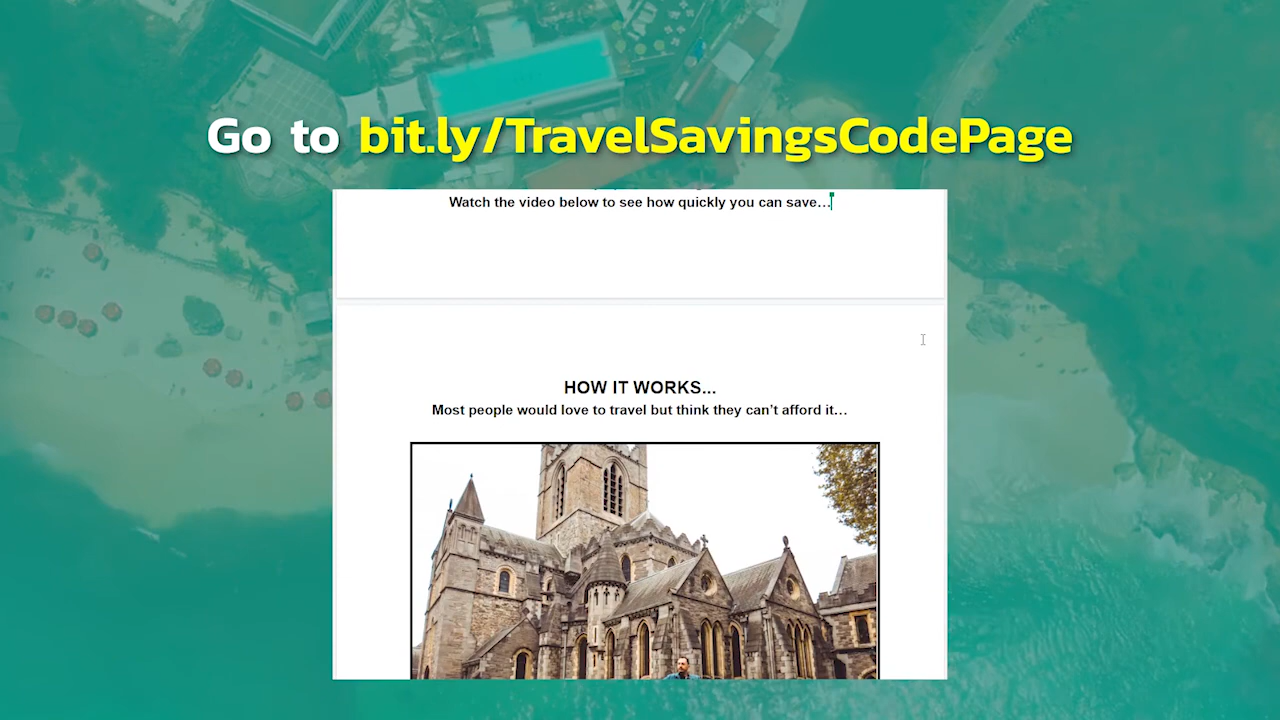 Go to bit.ly/TravelSavingsCodePage
Watch the video below to see how quickly you can save…
HOW IT WORKS...
Most people would love to travel but think they can’t afford it…